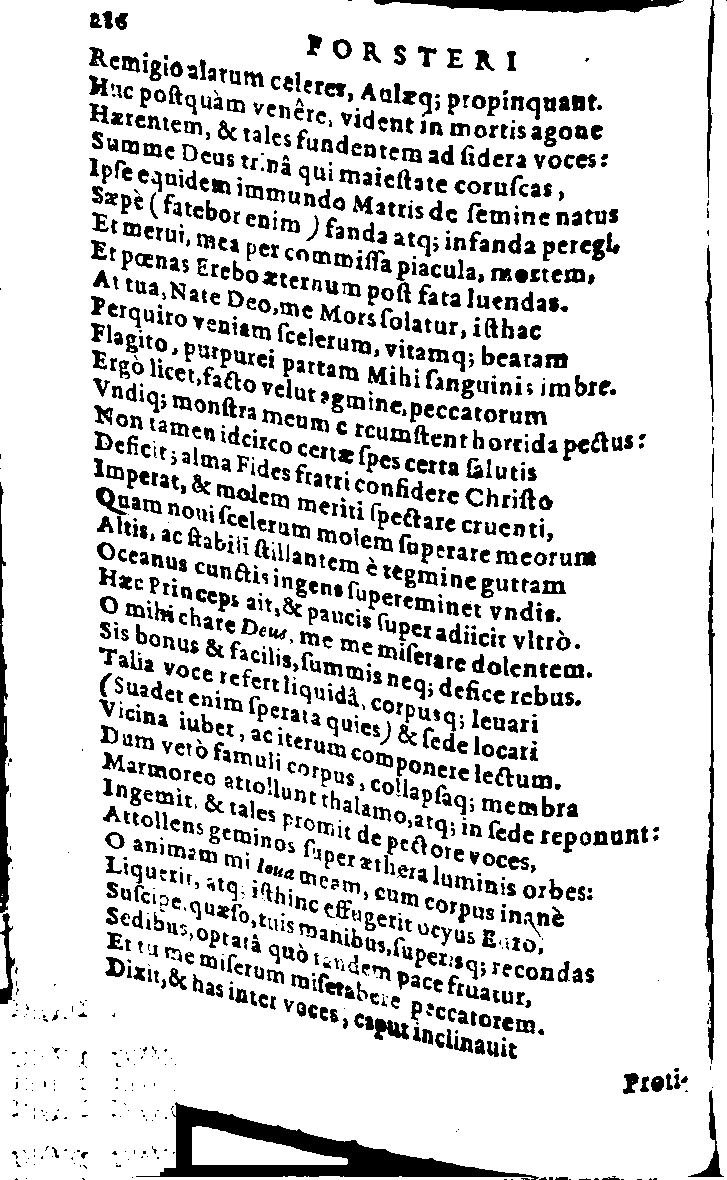 286
FORSTERI
Remigio alarum celeres, Aulæq; propinquant.
Huc poſtquàm venêre, vident in mortis agone
Hærentem, & tales fundentem ad ſidera voces:
Summe Deus trinâ qui maieſtate coruſcas,
Ipſe equidem immundo Matris de ſemine natus
Sæpè (fatebor enim) fanda atq; infanda peregi,
Et merui, mea per commiſſa piacula, mortem,
Et pœnas Erebo æternum poſt fata luendas.
At tua, Nate Deo, me Mors ſolatur, iſthac
Perquiro veniam ſcelerum, vitamq; beatam
Flagito, purpurei partam Mihi ſanguinis imbre.
Ergò licet, facto velut agmine, peccatorum
Vndiq; monſtra meum circumſtent horrida pectus:
Non tamen idcirco certæ ſpes certa ſalutis
Deficit; alma Fides fratri confidere Chriſto
Imperat, & molem meriti ſpectare cruenti,
Quam noui ſcelerum molem ſuperare meorum
Altis, ac ſtabili ſtillantem è tegmine guttam
Oceanus cunctis ingens ſupereminet vndis.
Hæc Princeps ait, & paucis ſuper adiicit vltrò.
O mihi chare Deus, me me miſerare dolentem.
Sis bonus & facilis, ſummis neq; defice rebus.
Talia voce refert liquidâ, corpusq; leuari
(Suadet enim ſperata quies) & ſede locari
Vicina iubet, ac iterum componere lectum.
Dum verò famuli corpus, collapſaq; membra
Marmoreo attollunt thalamo, atq; in ſede reponunt:
Ingemit, & tales promit de pectore voces,
Attollens geminos ſuper æthera luminis orbes:
O animam mi Ioua meam, cum corpus inanè
Liquerit, atq; iſthinc effugerit ocyus Euro,
Suſcipe, quæſo, tuis manibus, ſuperisq; recondas
Sedibus, optatâ quò tandem pace fruatur,
Et tu me miſerum miſerabere peccatorem.
Dixit, & has inter voces, caput inclinauit
Proti-